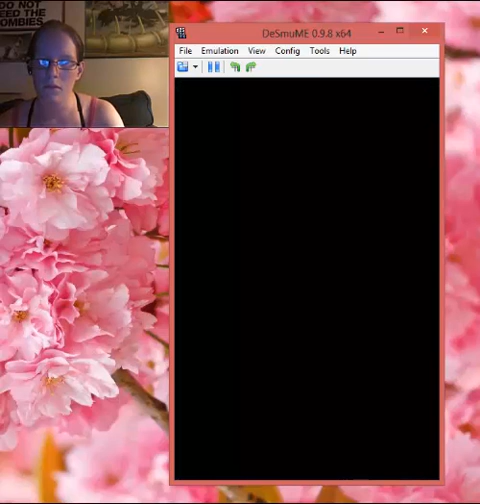 DO NOT
FEED THE
ZOMBIES
DeSmuME 0.9.8 x64
File Emulation View Config Tools Help